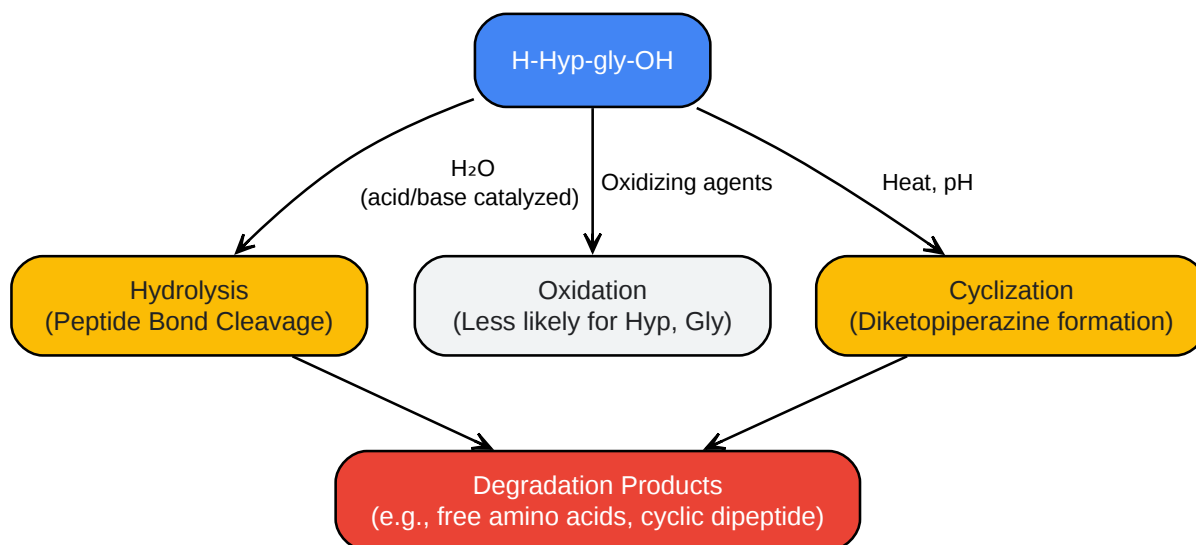 H-Hyp-gly-OH
H₂O
(acid/base catalyzed)
Oxidizing agents
Heat, pH
Hydrolysis
(Peptide Bond Cleavage)
Oxidation
(Less likely for Hyp, Gly)
Cyclization
(Diketopiperazine formation)
Degradation Products
(e.g., free amino acids, cyclic dipeptide)